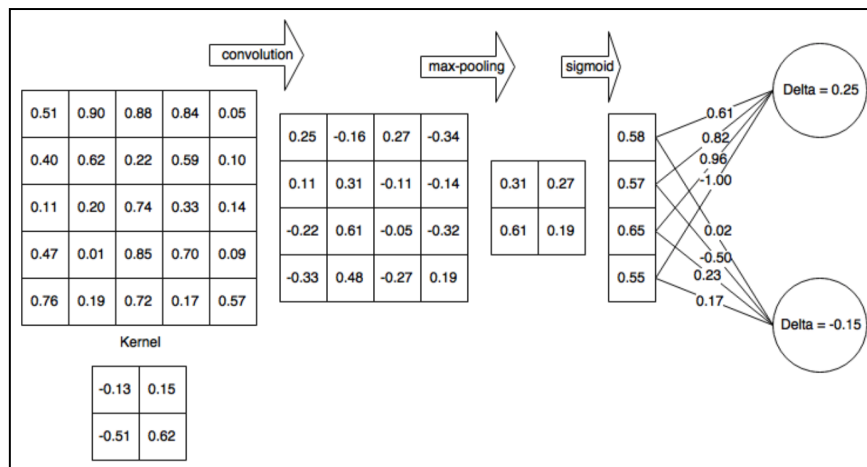 convolution
max-pooling
sigmoid
0.51 0.90 0.88 0.84 0.05
0.40 0.62 0.22 0.59 0.10
0.11 0.20 0.74 0.33 0.14
0.47 0.01 0.85 0.70 0.09
0.76 0.19 0.72 0.17 0.57
Kernel
-0.13 0.15
-0.51 0.62
0.25 -0.16 0.27 -0.34
0.11 0.31 -0.11 -0.14
-0.22 0.61 -0.05 -0.32
-0.33 0.48 -0.27 0.19
0.31 0.27
0.61 0.19
0.58
0.57
0.65
0.55
0.61
0.82
0.96
-1.00
0.02
-0.50
0.23
0.17
Delta = 0.25
Delta = -0.15